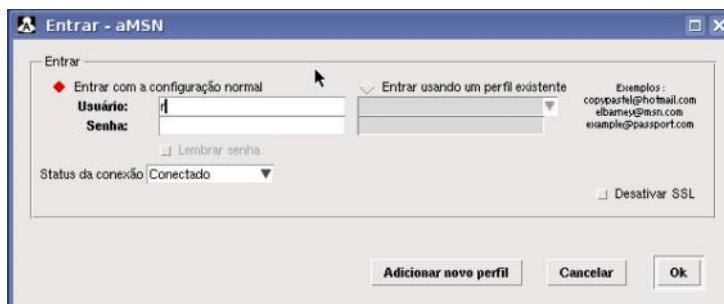 Entrar - aMSN
Entrar
Entrar com a configuração normal
Entrar usando um perfil existente
Usuário: r
Senha:
Lembrar senha
Status da conexão Conectado
Exemplos :
copypastel@hotmail.com
elbarney@msn.com
example@passport.com
Desativar SSL
Adicionar novo perfil
Cancelar
Ok